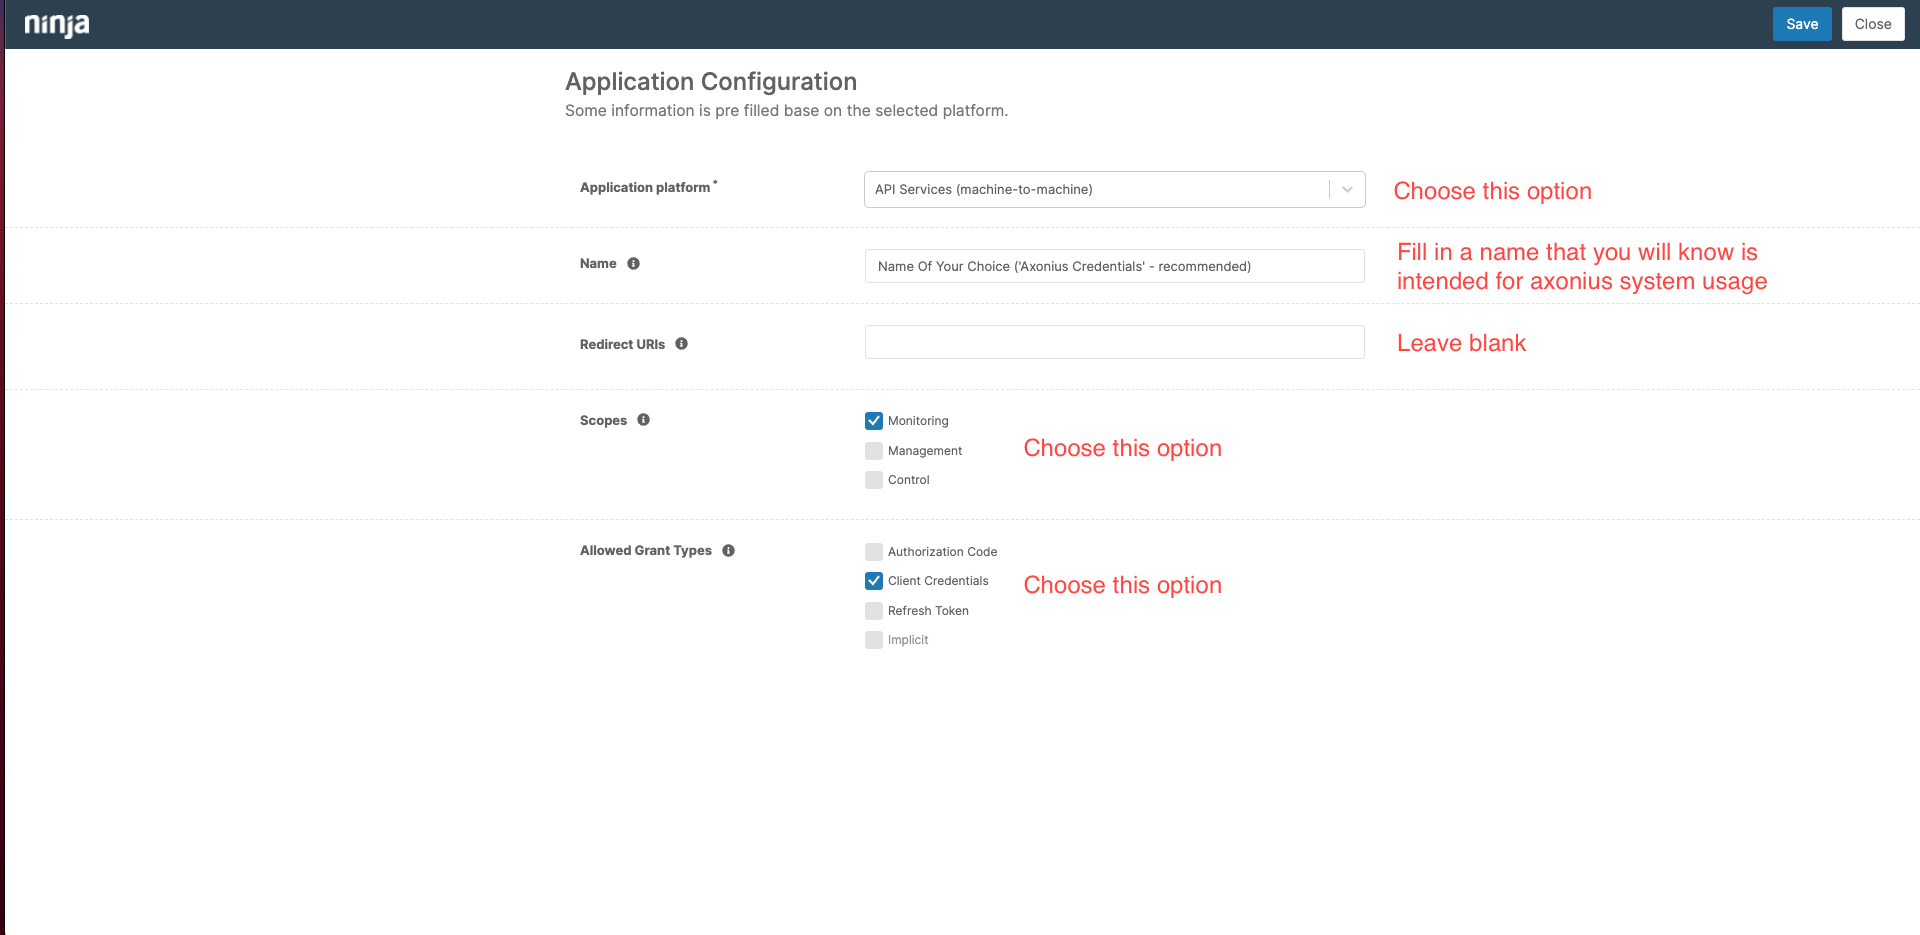 ninja
Save
Close
Application Configuration
Some information is pre filled base on the selected platform.
Application platform *
API Services (machine-to-machine)
Choose this option
Name
Name Of Your Choice ('Axonius Credentials' - recommended)
Fill in a name that you will know is
intended for axonius system usage
Redirect URIs
Leave blank
Scopes
Monitoring
Management
Control
Choose this option
Allowed Grant Types
Authorization Code
Client Credentials
Refresh Token
Implicit
Choose this option